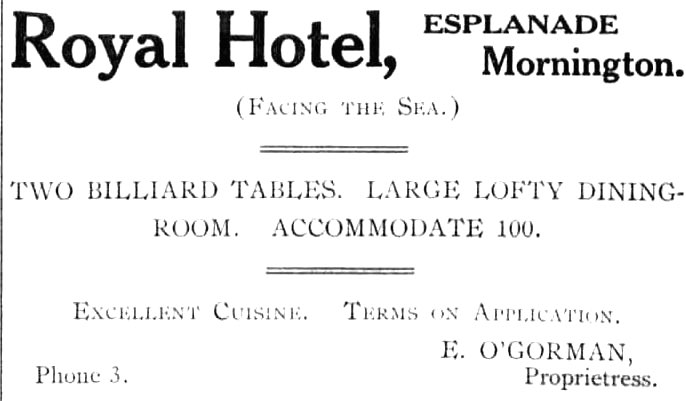 Royal Hotel, ESPLANADE
Mornington.
(FACING THE SEA.)
TWO BILLIARD TABLES. LARGE LOFTY DINING-
ROOM. ACCOMMODATE 100.
EXCELLENT CUISINE. TERMS ON APPLICATION.
E. O'GORMAN,
Phone 3. Proprietress.